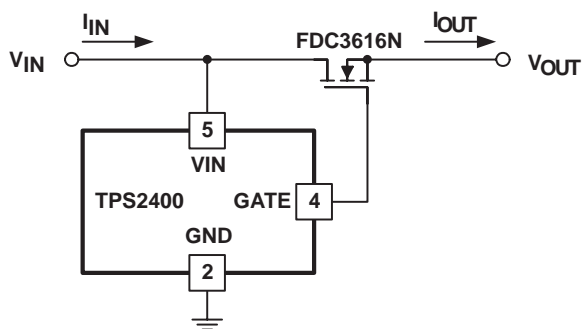 IIN
IOUT
FDC3616N
VIN
VOUT
5
VIN
TPS2400
GATE
4
GND
2